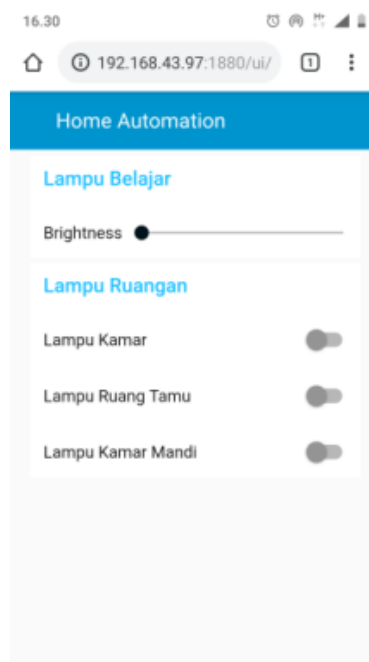 16.30
192.168.43.97:1880/ui/ 1
Home Automation
Lampu Belajar
Brightness
Lampu Ruangan
Lampu Kamar
Lampu Ruang Tamu
Lampu Kamar Mandi